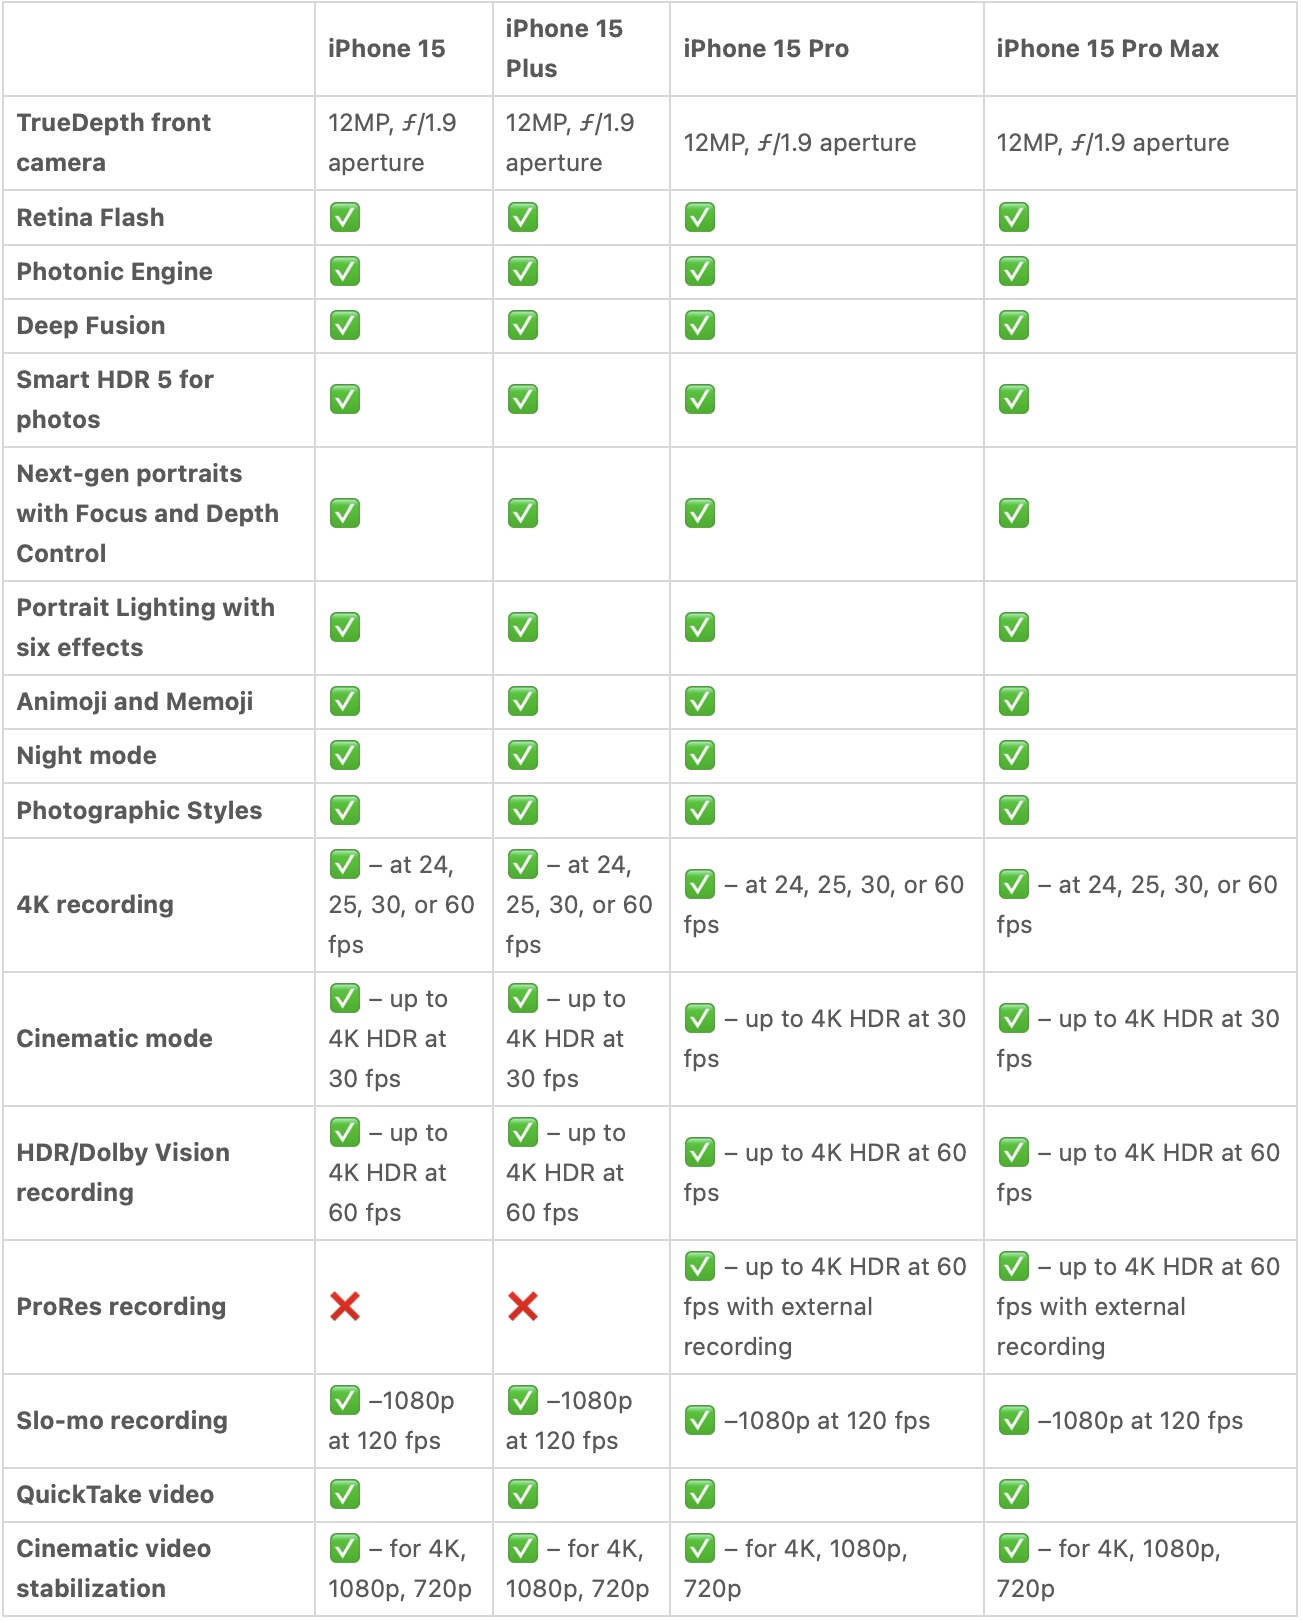 iPhone 15
iPhone 15
Plus
iPhone 15 Pro
iPhone 15 Pro Max
TrueDepth front
camera
12MP, ƒ/1.9
aperture
12MP, ƒ/1.9
aperture
12MP, ƒ/1.9 aperture
12MP, ƒ/1.9 aperture
Retina Flash
✅
✅
✅
✅
Photonic Engine
✅
✅
✅
✅
Deep Fusion
✅
✅
✅
✅
Smart HDR 5 for
photos
✅
✅
✅
✅
Next-gen portraits
with Focus and Depth
Control
✅
✅
✅
✅
Portrait Lighting with
six effects
✅
✅
✅
✅
Animoji and Memoji
✅
✅
✅
✅
Night mode
✅
✅
✅
✅
Photographic Styles
✅
✅
✅
✅
4K recording
✅ – at 24,
25, 30, or 60
fps
✅ – at 24,
25, 30, or 60
fps
✅ – at 24, 25, 30, or 60
fps
✅ – at 24, 25, 30, or 60
fps
Cinematic mode
✅ – up to
4K HDR at
30 fps
✅ – up to
4K HDR at
30 fps
✅ – up to 4K HDR at 30
fps
✅ – up to 4K HDR at 30
fps
HDR/Dolby Vision
recording
✅ – up to
4K HDR at
60 fps
✅ – up to
4K HDR at
60 fps
✅ – up to 4K HDR at 60
fps
✅ – up to 4K HDR at 60
fps
ProRes recording
❌
❌
✅ – up to 4K HDR at 60
fps with external
recording
✅ – up to 4K HDR at 60
fps with external
recording
Slo-mo recording
✅ –1080p
at 120 fps
✅ –1080p
at 120 fps
✅ –1080p at 120 fps
✅ –1080p at 120 fps
QuickTake video
✅
✅
✅
✅
Cinematic video
stabilization
✅ – for 4K,
1080p, 720p
✅ – for 4K,
1080p, 720p
✅ – for 4K, 1080p,
720p
✅ – for 4K, 1080p,
720p